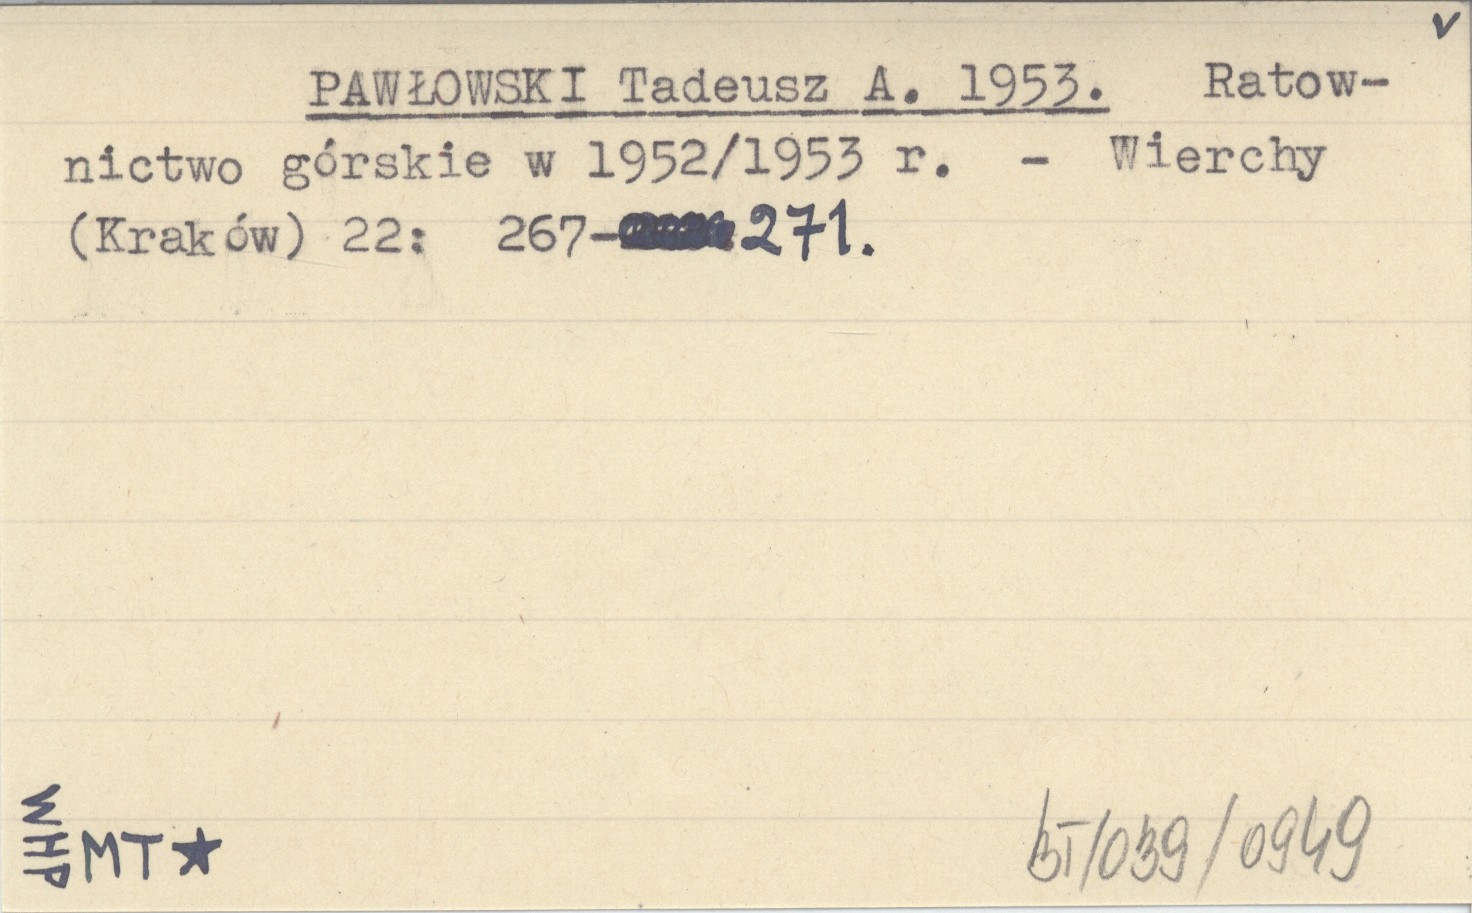 v
PAWŁOWSKI Tadeusz A. 1953. Ratow-
nictwo górskie w 1952/1953 r. - Wierchy
(Kraków) 22: 267-271.
WHP
MT★
BT/039/0949